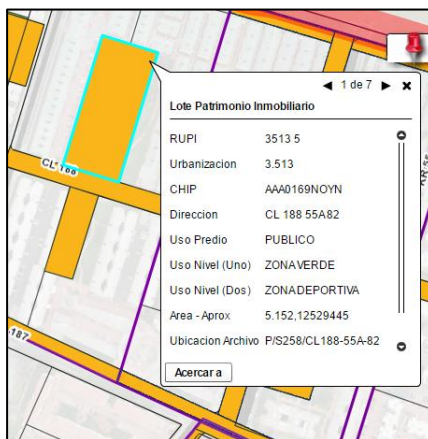 1 de 7
Lote Patrimonio Inmobiliario
RUPI 3513 5
Urbanizacion 3.513
CHIP AAA0169NOYN
Direccion CL 188 55A82
Uso Predio PUBLICO
Uso Nivel (Uno) ZONAVERDE
Uso Nivel (Dos) ZONADEPORTIVA
Area - Aprox 5.152,12529445
Ubicacion Archivo P/S258/CL188-55A-82
Acercar a
CL 188
187